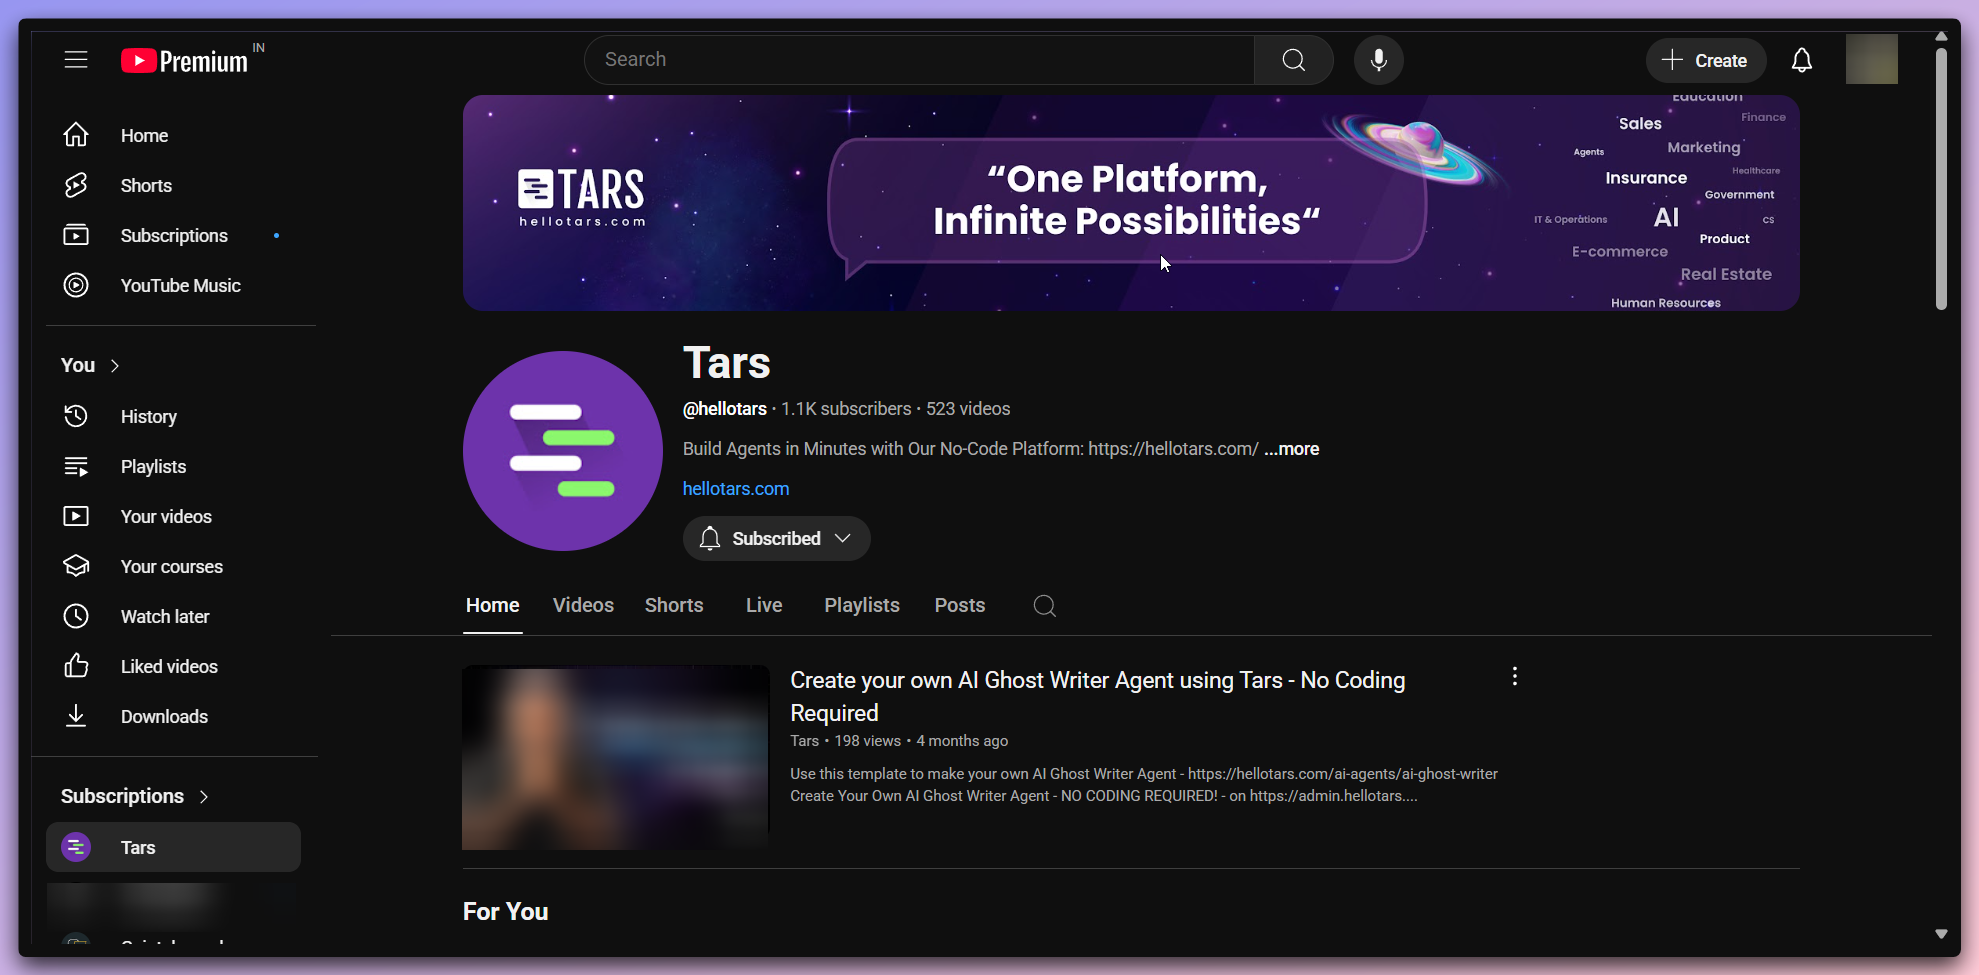 Premium IN
Search
Create
Home
Shorts
Subscriptions
YouTube Music
You
History
Playlists
Your videos
Your courses
Watch later
Liked videos
Downloads
Subscriptions
Tars
TARS
hellotars.com
“One Platform,
Infinite Possibilities“
Education
Sales
Finance
Agents
Marketing
Insurance
Healthcare
Government
IT & Operations
AI
CS
Product
E-commerce
Real Estate
Human Resources
Tars
@hellotars · 1.1K subscribers · 523 videos
Build Agents in Minutes with Our No-Code Platform: https://hellotars.com/ ...more
hellotars.com
Subscribed
Home Videos Shorts Live Playlists Posts
Create your own AI Ghost Writer Agent using Tars - No Coding
Required
Tars • 198 views • 4 months ago
Use this template to make your own AI Ghost Writer Agent - https://hellotars.com/ai-agents/ai-ghost-writer
Create Your Own AI Ghost Writer Agent - NO CODING REQUIRED! - on https://admin.hellotars....
For You